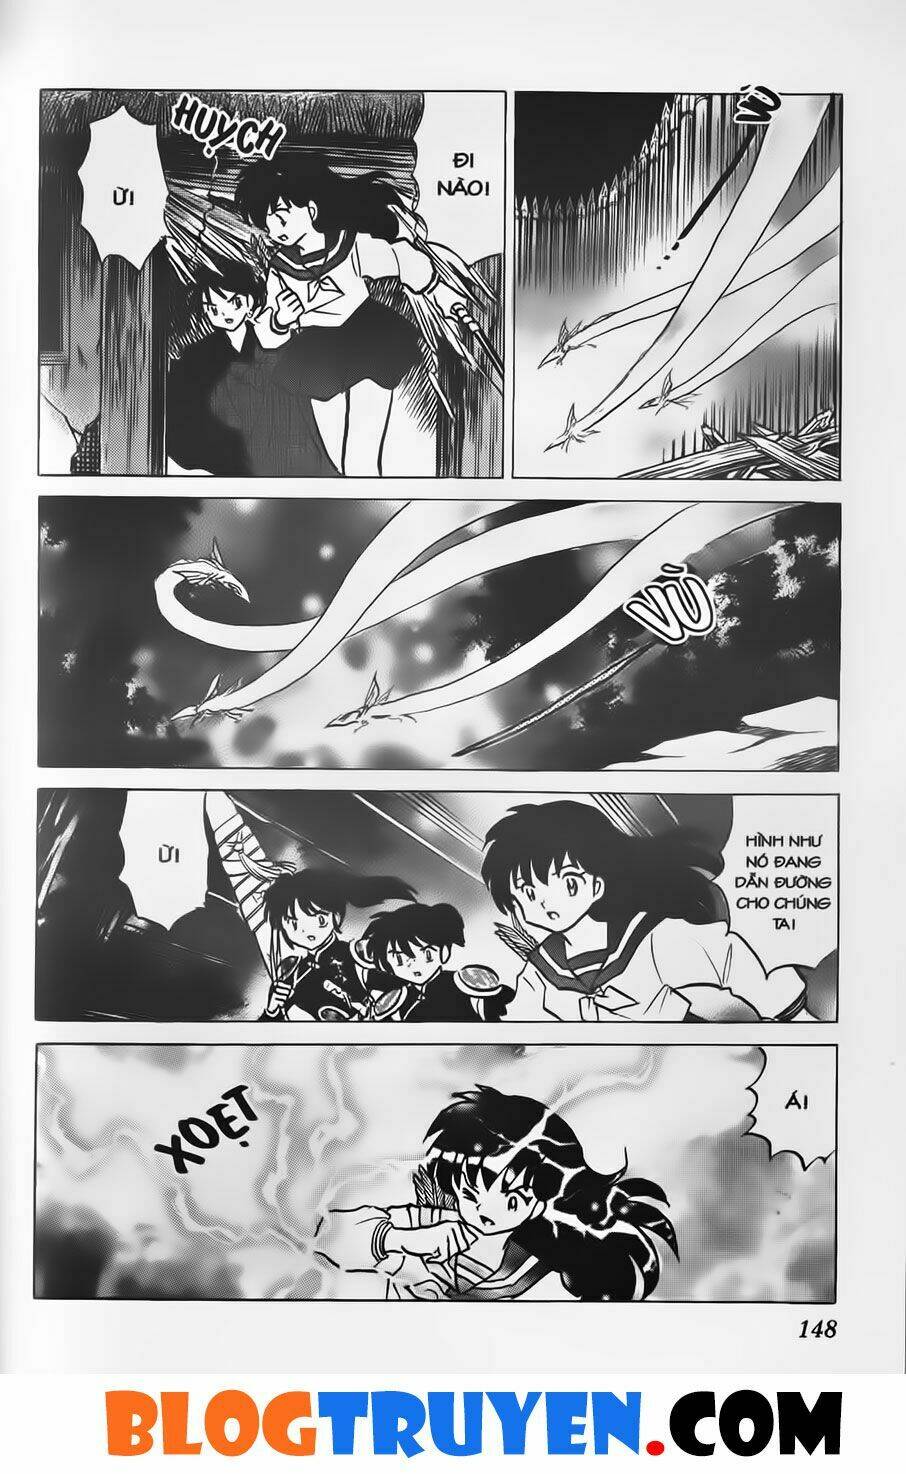 VÙ
ĐI
NÀO!
HUỴCH
ỪI
VÙ
HÌNH NHƯ
NÓ ĐANG
DẪN ĐƯỜNG
CHO CHÚNG
TA!
ỪI
ÁI
XOẸT
148
BLOGTRUYEN.COM